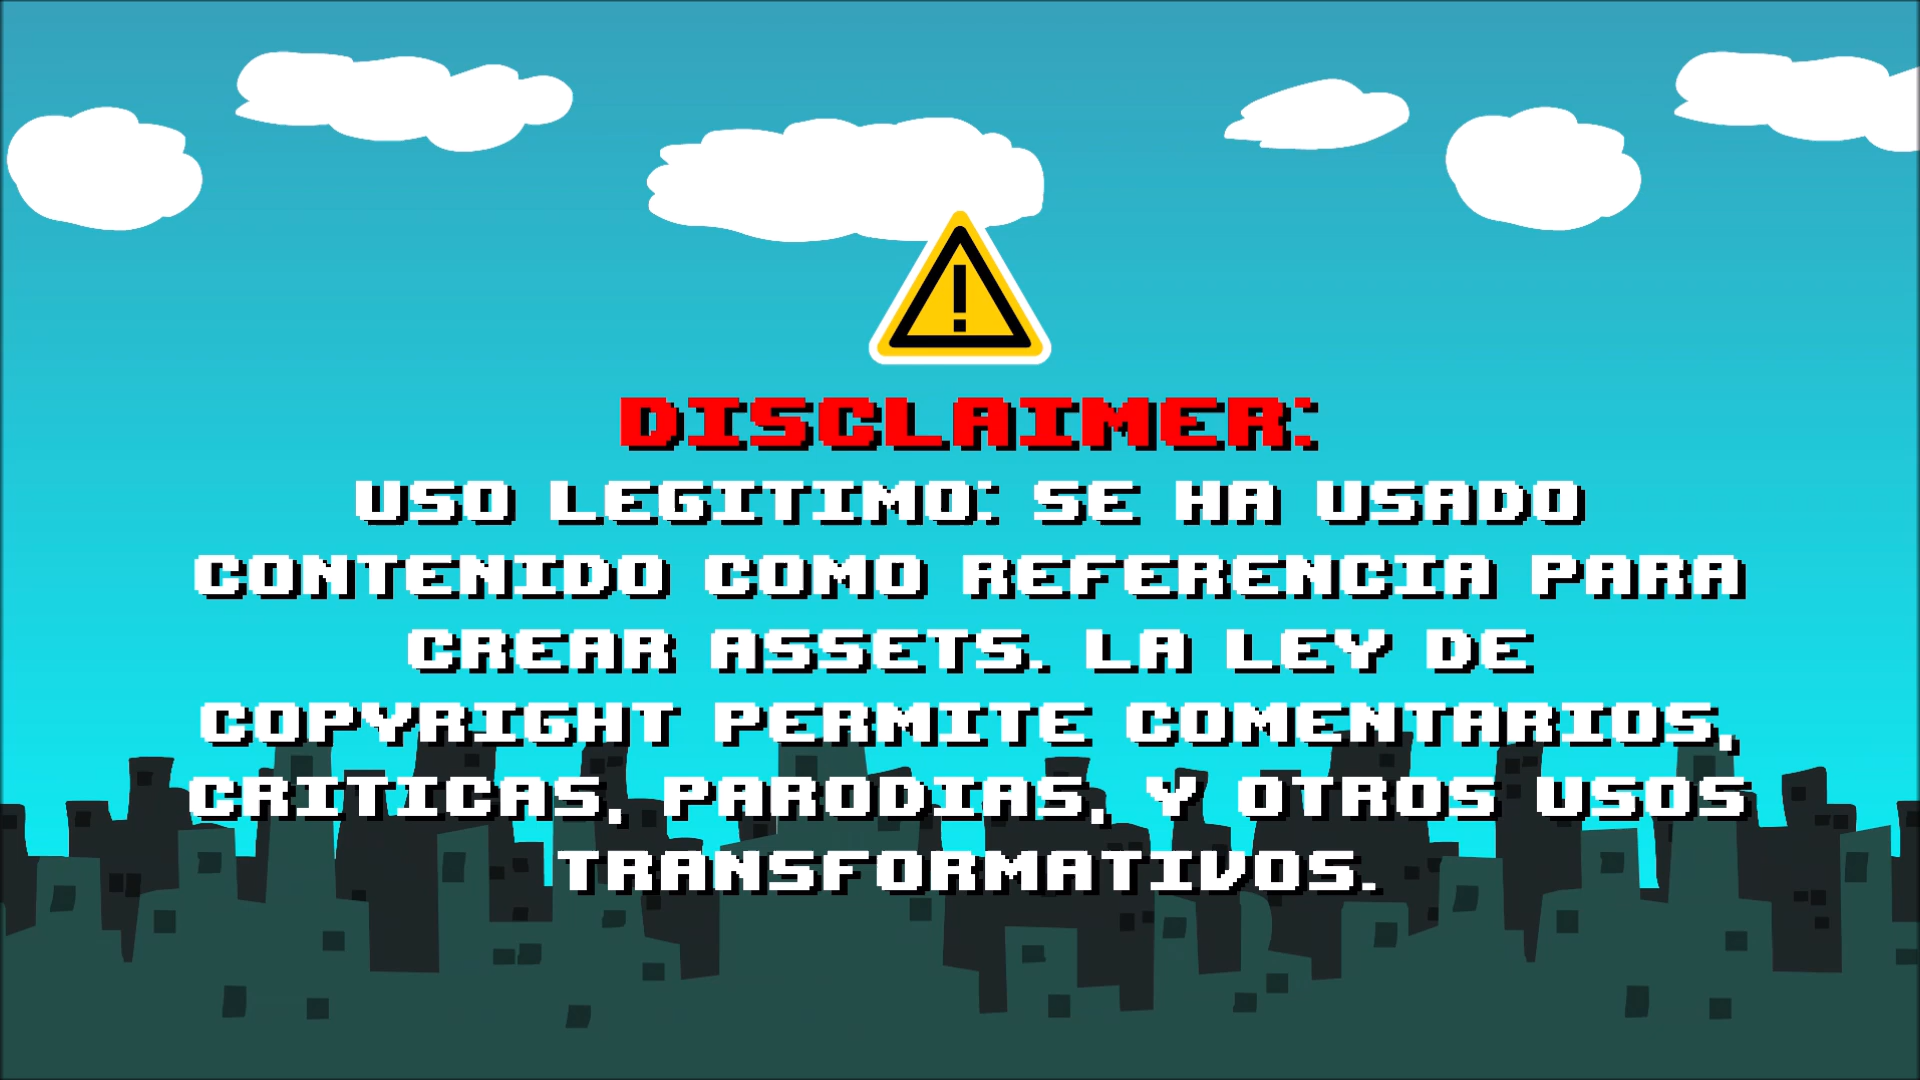 DISCLAIMER:
USO LEGITIMO: SE HA USADO
CONTENIDO COMO REFERENCIA PARA
CREAR ASSETS. LA LEY DE
COPYRIGHT PERMITE COMENTARIOS,
CRITICAS, PARODIAS, Y OTROS USOS
TRANSFORMATIVOS.